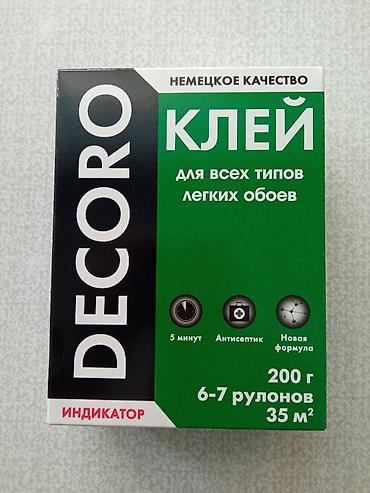 DECORO
ИНДИКАТОР
НЕМЕЦКОЕ КАЧЕСТВО
КЛЕЙ
для всех типов
легких обоев
5 минут
Антисептик
Новая
формула
200 г
6-7 рулонов
35 м²